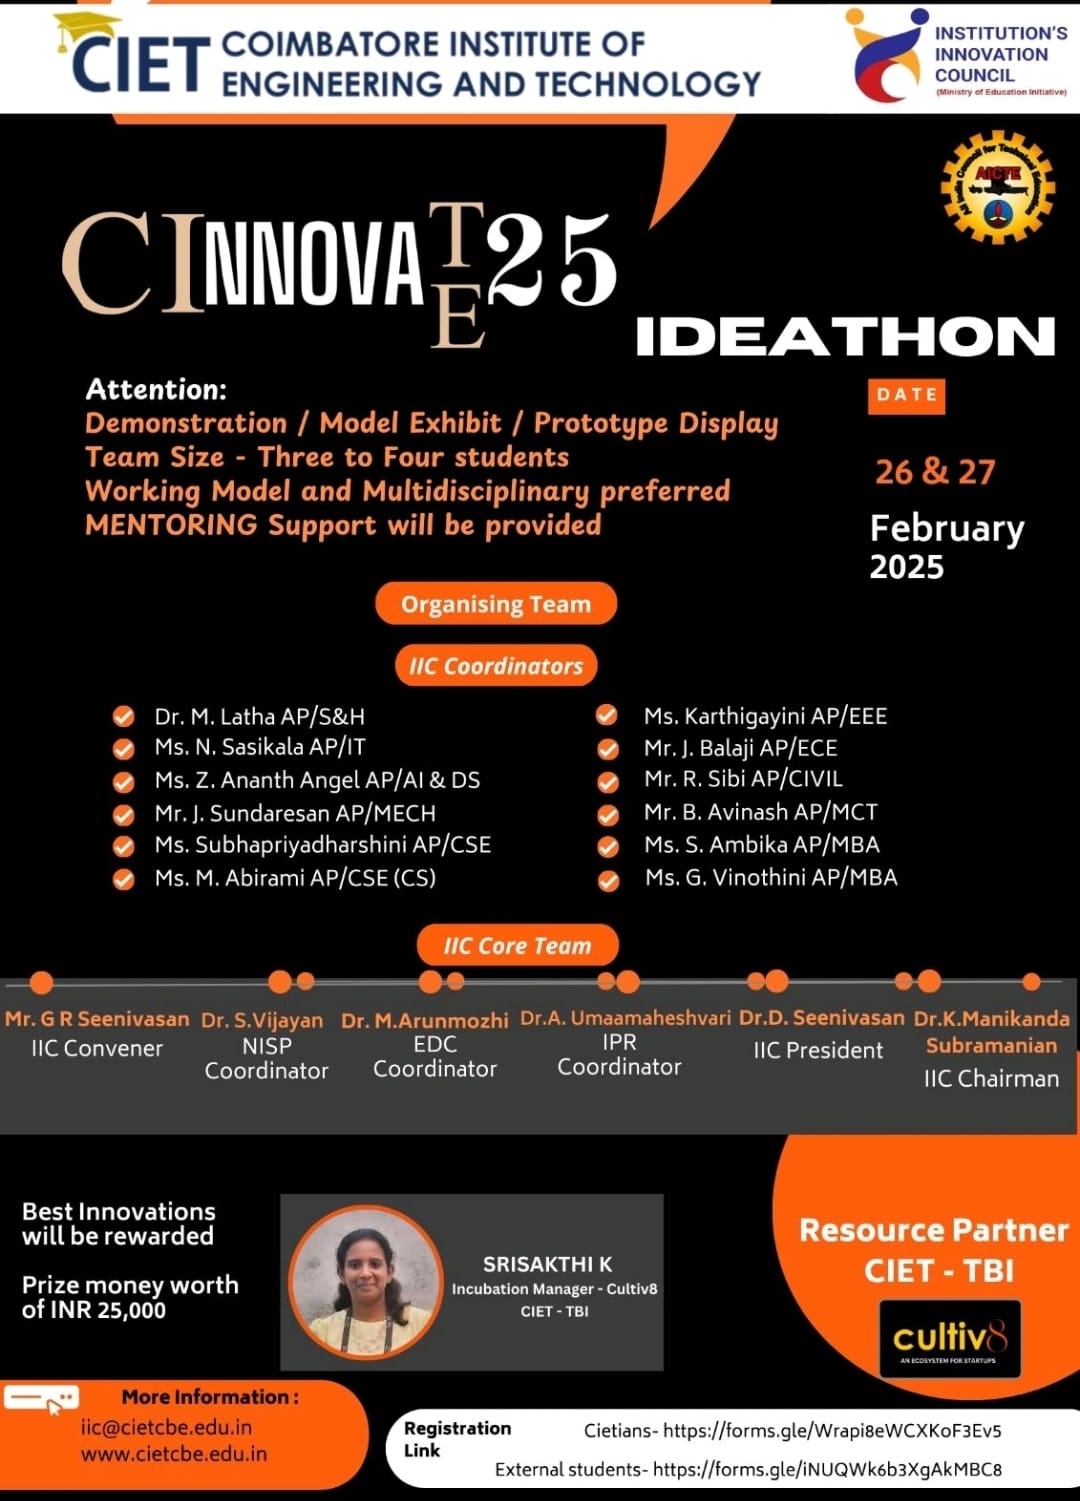 CIET COIMBATORE INSTITUTE OF
ENGINEERING AND TECHNOLOGY
INSTITUTION'S
INNOVATION
COUNCIL
(Ministry of Education Initiative)
All India Council for Technical Education
AICTE
CINNOVATE25
IDEATHON
Attention:
Demonstration / Model Exhibit / Prototype Display
Team Size - Three to Four students
Working Model and Multidisciplinary preferred
MENTORING Support will be provided
DATE
26 & 27
February
2025
Organising Team
IIC Coordinators
Dr. M. Latha AP/S&H
Ms. N. Sasikala AP/IT
Ms. Z. Ananth Angel AP/AI & DS
Mr. J. Sundaresan AP/MECH
Ms. Subhapriyadharshini AP/CSE
Ms. M. Abirami AP/CSE (CS)
Ms. Karthigayini AP/EEE
Mr. J. Balaji AP/ECE
Mr. R. Sibi AP/CIVIL
Mr. B. Avinash AP/MCT
Ms. S. Ambika AP/MBA
Ms. G. Vinothini AP/MBA
IIC Core Team
Mr. G R Seenivasan
IIC Convener
Dr. S.Vijayan
NISP
Coordinator
Dr. M.Arunmozhi
EDC
Coordinator
Dr.A. Umaamaheshvari
IPR
Coordinator
Dr.D. Seenivasan
IIC President
Dr.K.Manikanda
Subramanian
IIC Chairman
Best Innovations
will be rewarded
Prize money worth
of INR 25,000
SRISAKTHI K
Incubation Manager - Cultiv8
CIET - TBI
Resource Partner
CIET - TBI
cultiv8
AN ECOSYSTEM FOR STARTUPS
More Information :
iic@cietcbe.edu.in
www.cietcbe.edu.in
Registration
Link
Cietians- https://forms.gle/Wrapi8eWCXKoF3Ev5
External students- https://forms.gle/iNUQWk6b3XgAkMBC8